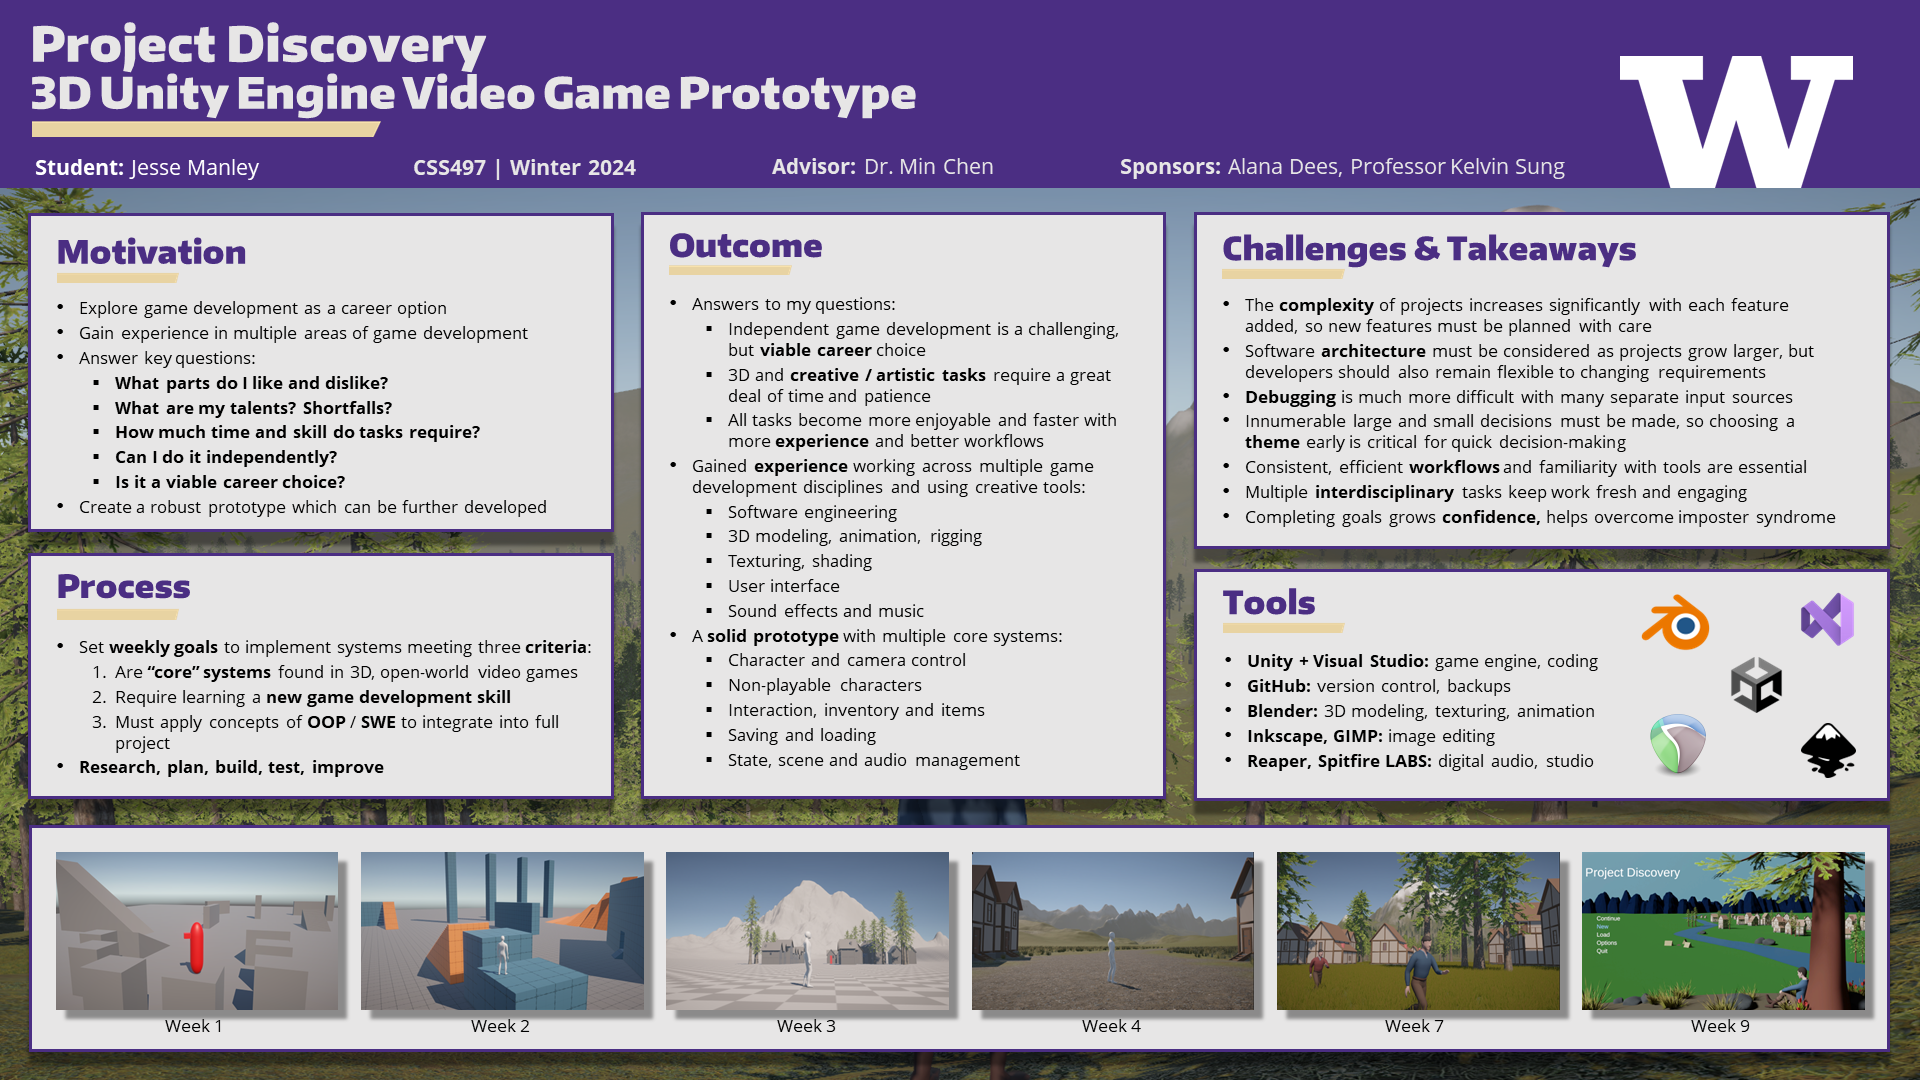 Project Discovery
3D Unity Engine Video Game Prototype
Student: Jesse Manley
CSS497 | Winter 2024
Advisor: Dr. Min Chen
Sponsors: Alana Dees, Professor Kelvin Sung
W
Motivation
• Explore game development as a career option
• Gain experience in multiple areas of game development
• Answer key questions:
▪ What parts do I like and dislike?
▪ What are my talents? Shortfalls?
▪ How much time and skill do tasks require?
▪ Can I do it independently?
▪ Is it a viable career choice?
• Create a robust prototype which can be further developed
Process
• Set weekly goals to implement systems meeting three criteria:
1. Are “core” systems found in 3D, open-world video games
2. Require learning a new game development skill
3. Must apply concepts of OOP / SWE to integrate into full
project
• Research, plan, build, test, improve
Outcome
• Answers to my questions:
▪ Independent game development is a challenging,
but viable career choice
▪ 3D and creative / artistic tasks require a great
deal of time and patience
▪ All tasks become more enjoyable and faster with
more experience and better workflows
• Gained experience working across multiple game
development disciplines and using creative tools:
▪ Software engineering
▪ 3D modeling, animation, rigging
▪ Texturing, shading
▪ User interface
▪ Sound effects and music
• A solid prototype with multiple core systems:
▪ Character and camera control
▪ Non-playable characters
▪ Interaction, inventory and items
▪ Saving and loading
▪ State, scene and audio management
Challenges & Takeaways
• The complexity of projects increases significantly with each feature
added, so new features must be planned with care
• Software architecture must be considered as projects grow larger, but
developers should also remain flexible to changing requirements
• Debugging is much more difficult with many separate input sources
• Innumerable large and small decisions must be made, so choosing a
theme early is critical for quick decision-making
• Consistent, efficient workflows and familiarity with tools are essential
• Multiple interdisciplinary tasks keep work fresh and engaging
• Completing goals grows confidence, helps overcome imposter syndrome
Tools
• Unity + Visual Studio: game engine, coding
• GitHub: version control, backups
• Blender: 3D modeling, texturing, animation
• Inkscape, GIMP: image editing
• Reaper, Spitfire LABS: digital audio, studio
Project Discovery
Continue
New
Load
Options
Quit
Week 1
Week 2
Week 3
Week 4
Week 7
Week 9